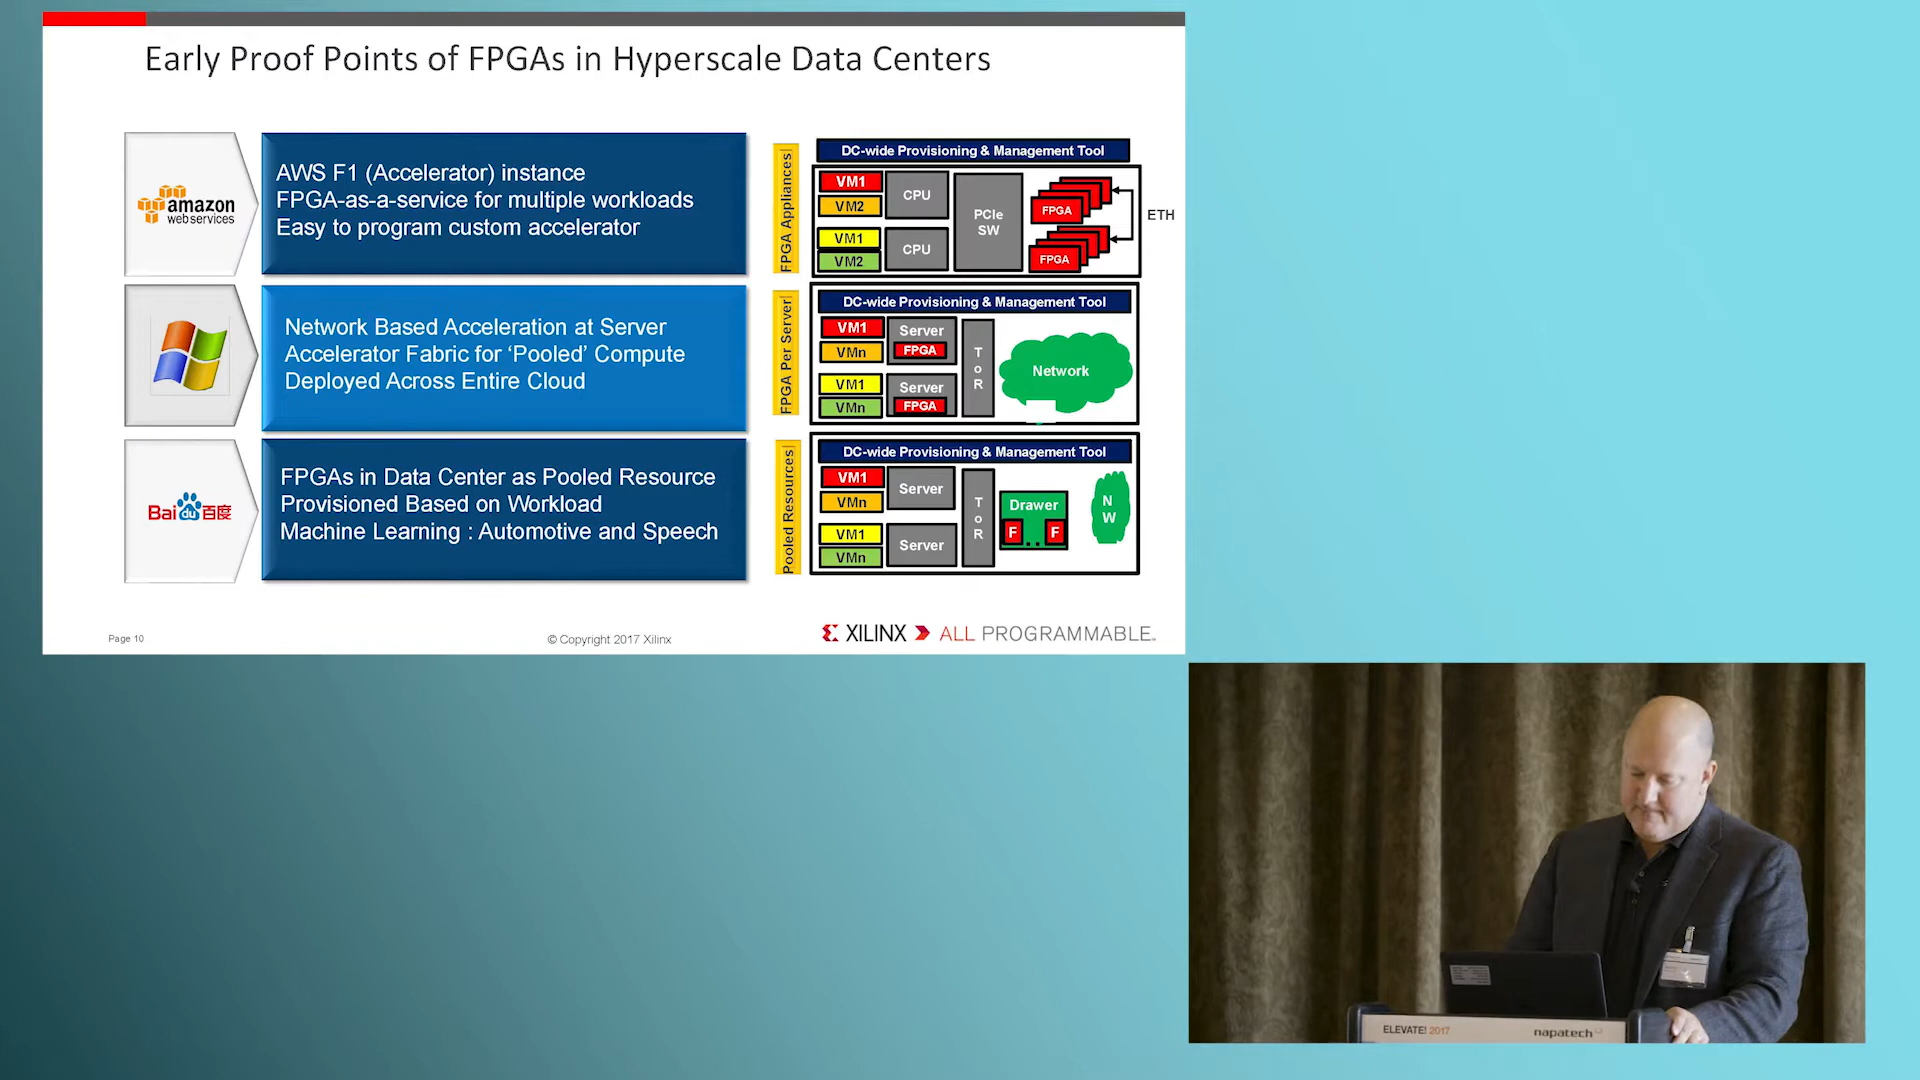 Early Proof Points of FPGAs in Hyperscale Data Centers
amazon
webservices
AWS F1 (Accelerator) instance
FPGA-as-a-service for multiple workloads
Easy to program custom accelerator
FPGA Appliances
DC-wide Provisioning & Management Tool
VM1
VM2
VM1
VM2
CPU
CPU
PCIe
SW
FPGA
FPGA
ETH
Network Based Acceleration at Server
Accelerator Fabric for ‘Pooled’ Compute
Deployed Across Entire Cloud
FPGA Per Server
DC-wide Provisioning & Management Tool
VM1
VMn
VM1
VMn
Server
FPGA
Server
FPGA
T
o
R
Network
Bai du 百度
FPGAs in Data Center as Pooled Resource
Provisioned Based on Workload
Machine Learning : Automotive and Speech
Pooled Resources
DC-wide Provisioning & Management Tool
VM1
VMn
VM1
VMn
Server
Server
T
o
R
Drawer
F
F
N
W
Page 10
© Copyright 2017 Xilinx
XILINX ALL PROGRAMMABLE™
ELEVATE! 2017
napatech